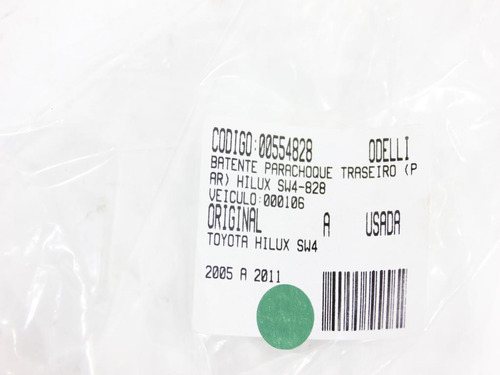 CODIGO:00554828 ODELLI
BATENTE PARACHOQUE TRASEIRO (P
AR) HILUX SW4-828
VEICULO:000106
ORIGINAL A USADA
TOYOTA HILUX SW4
2005 A 2011